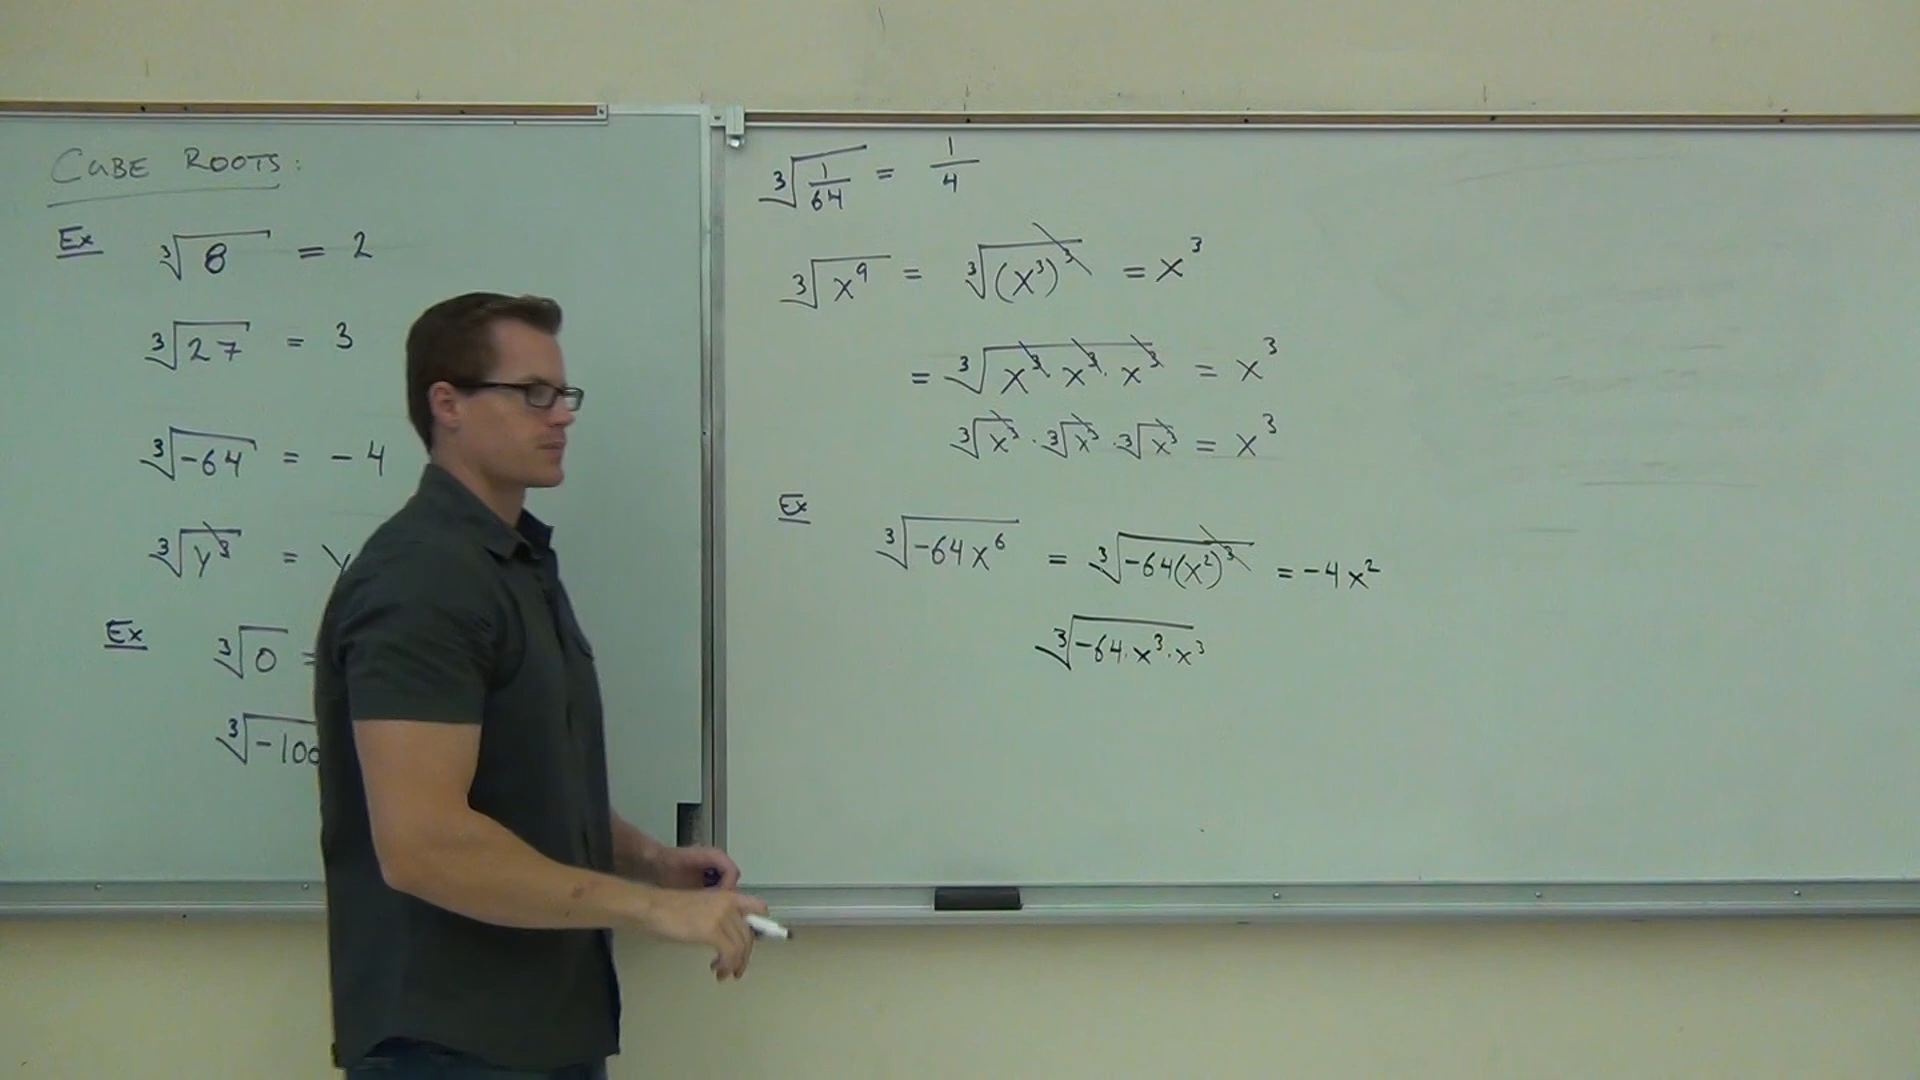 CUBE ROOTS:
Ex ∛8 = 2
∛27 = 3
∛-64 = -4
∛y³ = y
Ex ∛0 =
∛-100
∛(1/64) = 1/4
∛x⁹ = ∛(x³)³ = x³
= ∛x³·x³·x³ = x³
∛x³ · ∛x³ · ∛x³ = x³
Ex
∛-64x⁶ = ∛-64(x²)³ = -4x²
∛-64·x³·x³